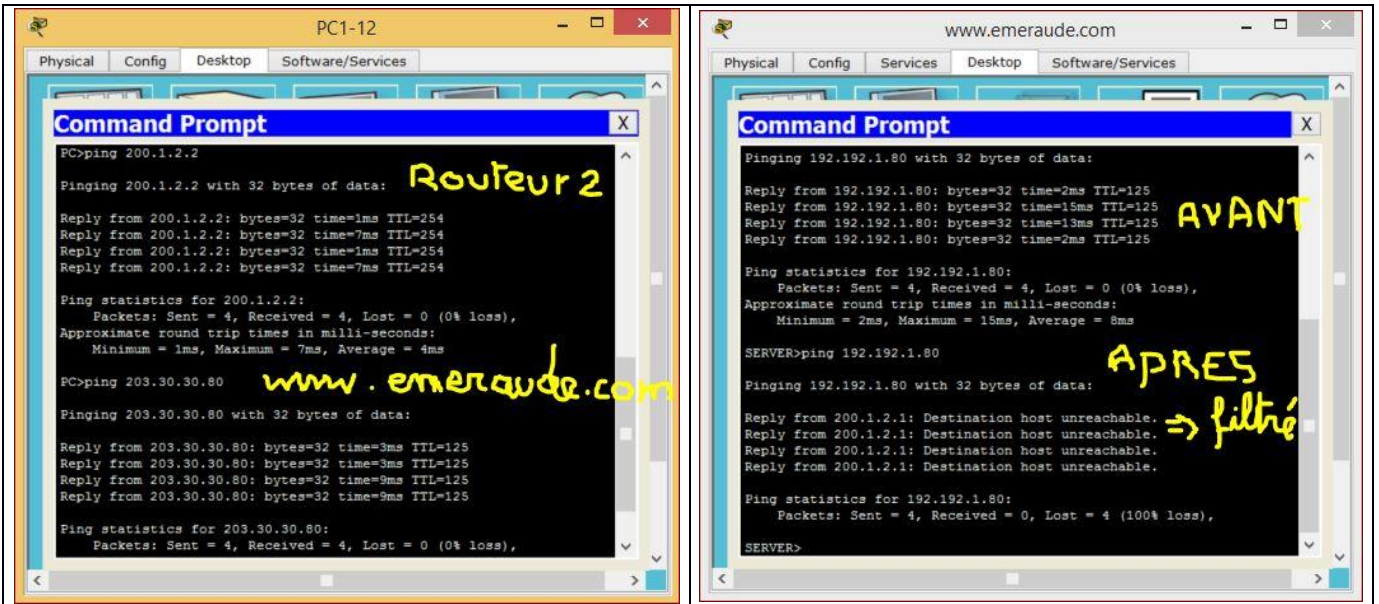 PC1-12
Physical Config Desktop Software/Services
Command Prompt
X
PC>ping 200.1.2.2
Pinging 200.1.2.2 with 32 bytes of data:
Routeur 2
Reply from 200.1.2.2: bytes=32 time=1ms TTL=254
Reply from 200.1.2.2: bytes=32 time=7ms TTL=254
Reply from 200.1.2.2: bytes=32 time=1ms TTL=254
Reply from 200.1.2.2: bytes=32 time=7ms TTL=254
Ping statistics for 200.1.2.2:
Packets: Sent = 4, Received = 4, Lost = 0 (0% loss),
Approximate round trip times in milli-seconds:
Minimum = 1ms, Maximum = 7ms, Average = 4ms
PC>ping 203.30.30.80
www.emeraude.com
Pinging 203.30.30.80 with 32 bytes of data:
Reply from 203.30.30.80: bytes=32 time=3ms TTL=125
Reply from 203.30.30.80: bytes=32 time=3ms TTL=125
Reply from 203.30.30.80: bytes=32 time=9ms TTL=125
Reply from 203.30.30.80: bytes=32 time=9ms TTL=125
Ping statistics for 203.30.30.80:
Packets: Sent = 4, Received = 4, Lost = 0 (0% loss),
www.emeraude.com
Physical Config Services Desktop Software/Services
Command Prompt
X
Pinging 192.192.1.80 with 32 bytes of data:
Reply from 192.192.1.80: bytes=32 time=2ms TTL=125
Reply from 192.192.1.80: bytes=32 time=15ms TTL=125
Reply from 192.192.1.80: bytes=32 time=13ms TTL=125
Reply from 192.192.1.80: bytes=32 time=2ms TTL=125
AVANT
Ping statistics for 192.192.1.80:
Packets: Sent = 4, Received = 4, Lost = 0 (0% loss),
Approximate round trip times in milli-seconds:
Minimum = 2ms, Maximum = 15ms, Average = 8ms
SERVER>ping 192.192.1.80
APRES
Pinging 192.192.1.80 with 32 bytes of data:
Reply from 200.1.2.1: Destination host unreachable.
=> filtré
Reply from 200.1.2.1: Destination host unreachable.
Reply from 200.1.2.1: Destination host unreachable.
Reply from 200.1.2.1: Destination host unreachable.
Ping statistics for 192.192.1.80:
Packets: Sent = 4, Received = 0, Lost = 4 (100% loss),
SERVER>